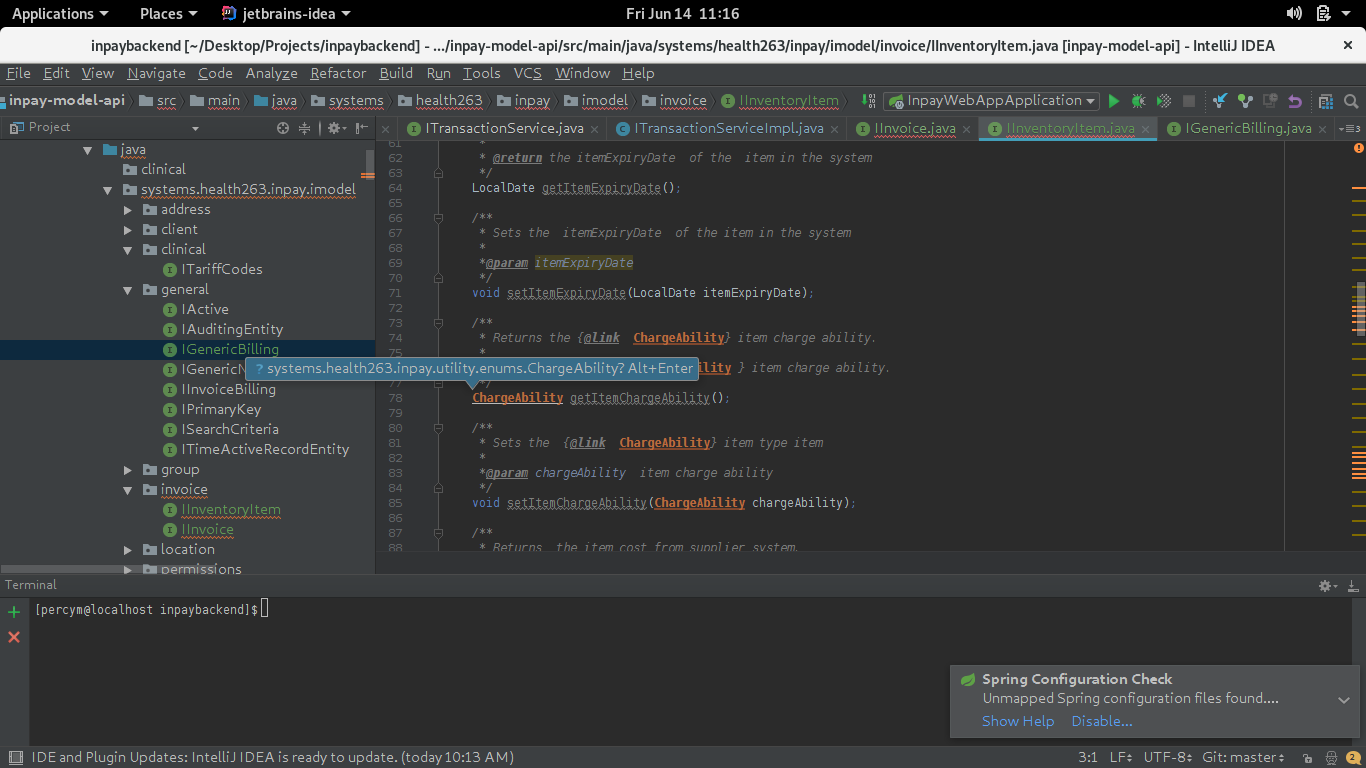 Applications Places jetbrains-idea Fri Jun 14 11:16
inpaybackend [~/Desktop/Projects/inpaybackend] - .../inpay-model-api/src/main/java/systems/health263/inpay/imodel/invoice/IInventoryItem.java [inpay-model-api] - IntelliJ IDEA
File Edit View Navigate Code Analyze Refactor Build Run Tools VCS Window Help
inpay-model-api src main java systems health263 inpay imodel invoice IInventoryItem InpayWebAppApplication
Project
ITransactionService.java ITransactionServiceImpl.java IInvoice.java IInventoryItem.java IGenericBilling.java 3
java
clinical
systems.health263.inpay.imodel
address
client
clinical
ITariffCodes
general
IActive
IAuditingEntity
IGenericBilling
IGenericN
IInvoiceBilling
IPrimaryKey
ISearchCriteria
ITimeActiveRecordEntity
group
invoice
IInventoryItem
IInvoice
location
permissions
61 *
62 * @return the itemExpiryDate  of the  item in the system
63 */
64 LocalDate getItemExpiryDate();
65
66 /**
67 * Sets the  itemExpiryDate  of the item in the system
68 *
69 *@param itemExpiryDate
70 */
71 void setItemExpiryDate(LocalDate itemExpiryDate);
72
73 /**
74 * Returns the {@link  ChargeAbility} item charge ability.
75 *
bility } item charge ability.
? systems.health263.inpay.utility.enums.ChargeAbility? Alt+Enter
77 */
78 ChargeAbility getItemChargeAbility();
79
80 /**
81 * Sets the  {@link  ChargeAbility} item type item
82 *
83 *@param chargeAbility  item charge ability
84 */
85 void setItemChargeAbility(ChargeAbility chargeAbility);
86
87 /**
88 * Returns  the item cost from supplier system.
Terminal
[percym@localhost inpaybackend]$
Spring Configuration Check
Unmapped Spring configuration files found....
Show Help Disable...
IDE and Plugin Updates: IntelliJ IDEA is ready to update. (today 10:13 AM) 3:1 LF UTF-8 Git: master 2